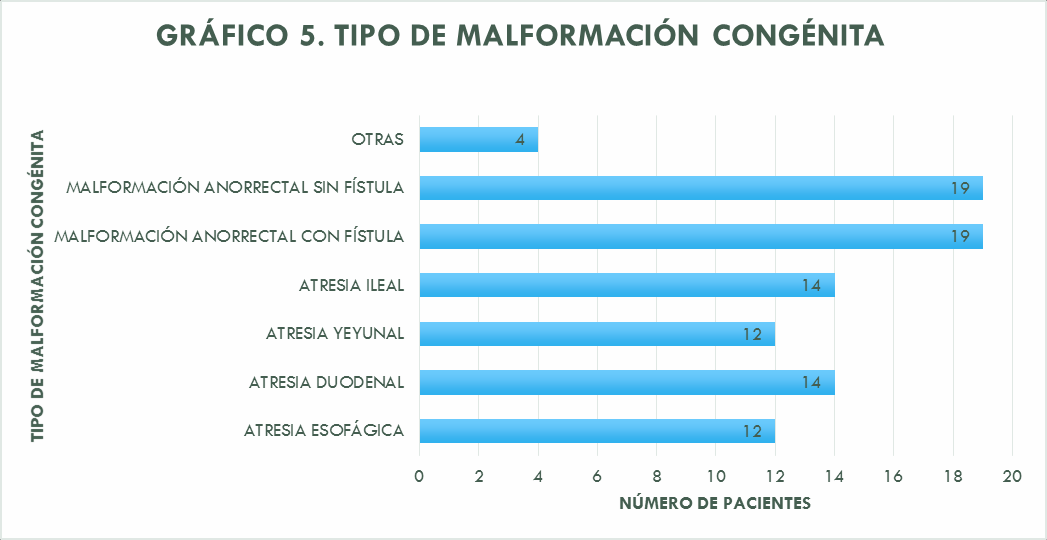 GRÁFICO 5. TIPO DE MALFORMACIÓN CONGÉNITA
TIPO DE MALFORMACIÓN CONGÉNITA
OTRAS 4
MALFORMACIÓN ANORRECTAL SIN FÍSTULA 19
MALFORMACIÓN ANORRECTAL CON FÍSTULA 19
ATRESIA ILEAL 14
ATRESIA YEYUNAL 12
ATRESIA DUODENAL 14
ATRESIA ESOFÁGICA 12
0 2 4 6 8 10 12 14 16 18 20
NÚMERO DE PACIENTES